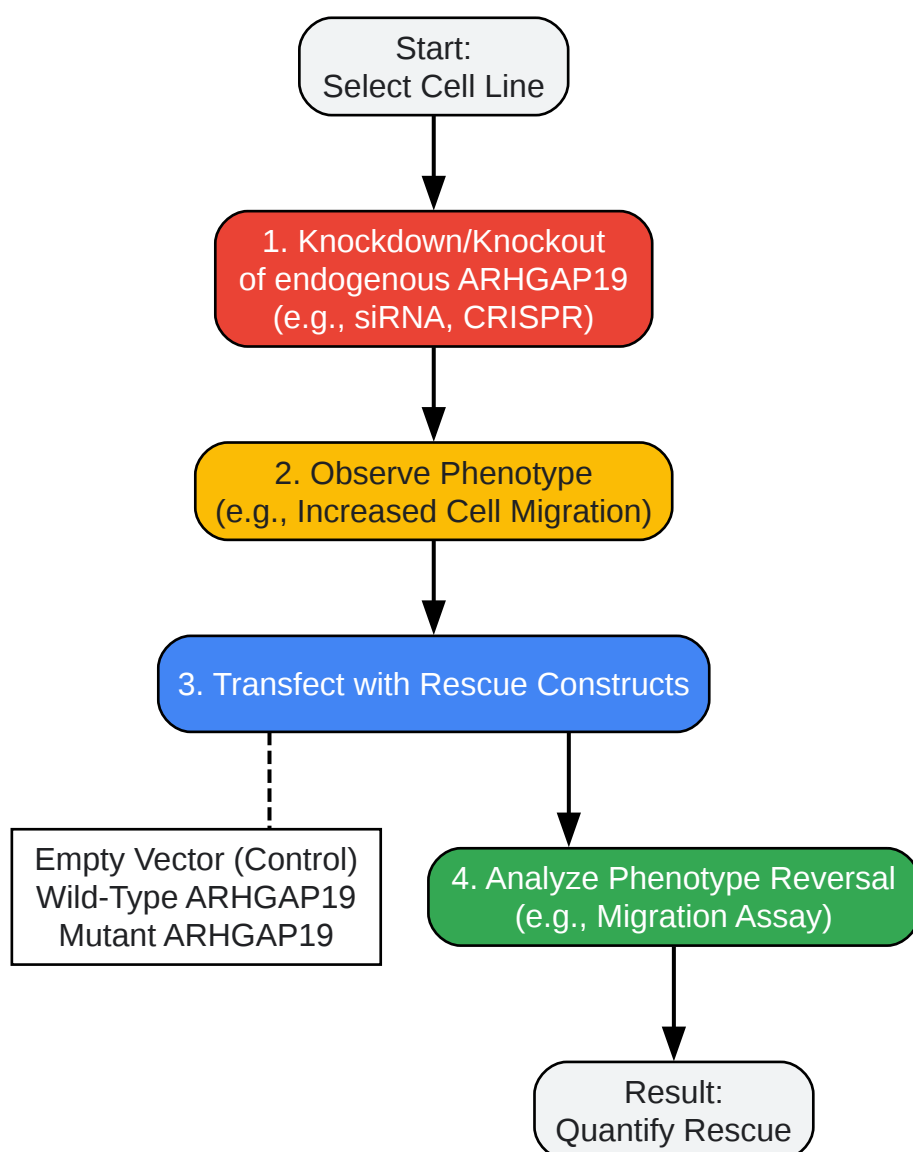 Start:
Select Cell Line
1. Knockdown/Knockout
of endogenous ARHGAP19
(e.g., siRNA, CRISPR)
2. Observe Phenotype
(e.g., Increased Cell Migration)
3. Transfect with Rescue Constructs
Empty Vector (Control)
Wild-Type ARHGAP19
Mutant ARHGAP19
4. Analyze Phenotype Reversal
(e.g., Migration Assay)
Result:
Quantify Rescue